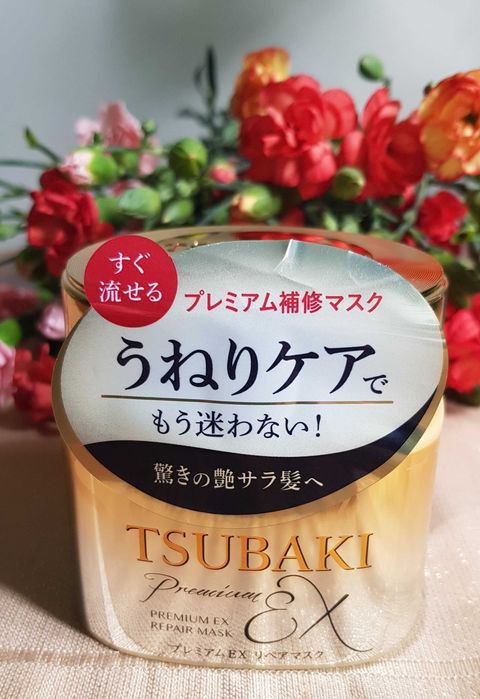 すぐ
流せる
プレミアム補修マスク
うねりケアで
もう迷わない!
驚きの艶サラ髪へ
TSUBAKI
Premium EX
PREMIUM EX
REPAIR MASK
プレミアムEX リペアマスク